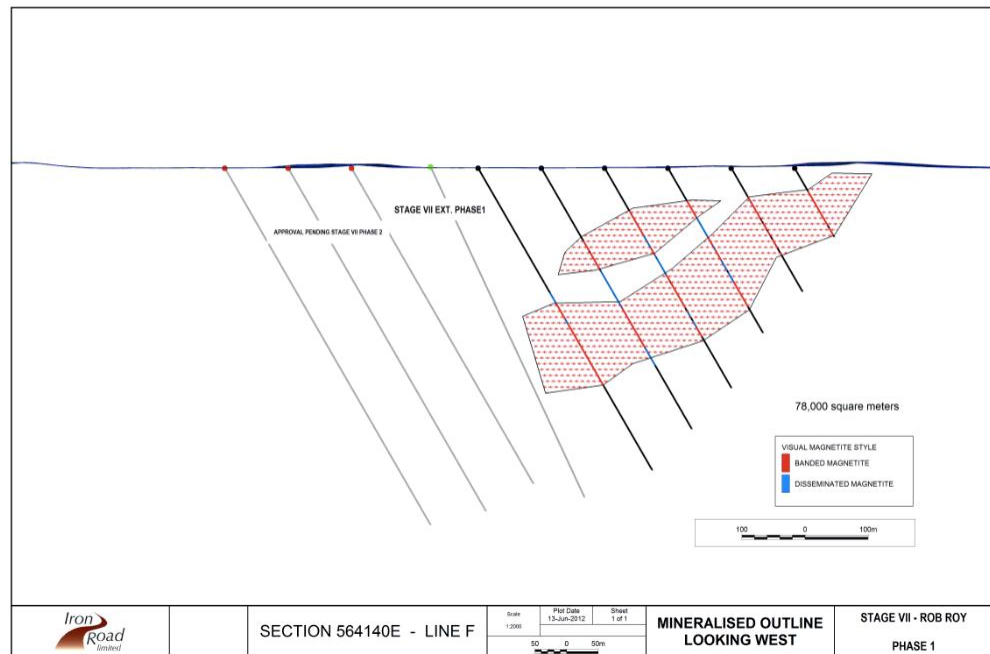 STAGE VII EXT. PHASE1
APPROVAL PENDING STAGE VII PHASE 2
78,000 square meters
VISUAL MAGNETITE STYLE
BANDED MAGNETITE
DISSEMINATED MAGNETITE
100 0 100m
Iron
Road
limited
SECTION 564140E - LINE F
Scale
1:2000
Plot Date
13-Jun-2012
Sheet
1 of 1
50 0 50m
MINERALISED OUTLINE
LOOKING WEST
STAGE VII - ROB ROY
PHASE 1